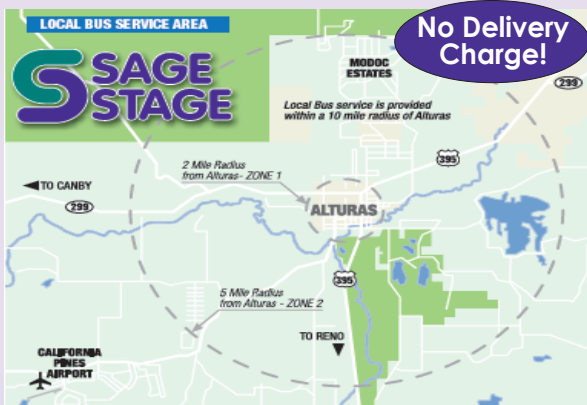 LOCAL BUS SERVICE AREA
SAGE
STAGE
No Delivery
Charge!
MODOC
ESTATES
299
Local Bus service is provided
within a 10 mile radius of Alturas
395
2 Mile Radius
from Alturas- ZONE 1
TO CANBY
299
ALTURAS
395
5 Mile Radius
from Alturas - ZONE 2
TO RENO
CALIFORNIA
PINES
AIRPORT